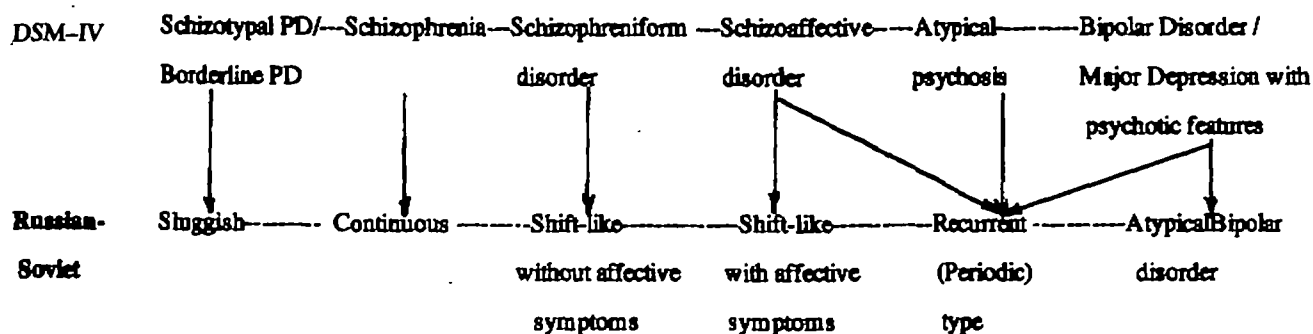 DSM–IV Schizotypal PD/---Schizophrenia---Schizophreniform ---Schizoaffective ----Atypical-------Bipolar Disorder /
Borderline PD disorder disorder psychosis Major Depression with
psychotic features
Russian- Sluggish--------- Continuous -------Shift-like----------Shift-like---------Recurrent --------AtypicalBipolar
Soviet without affective with affective (Periodic) disorder
symptoms symptoms type